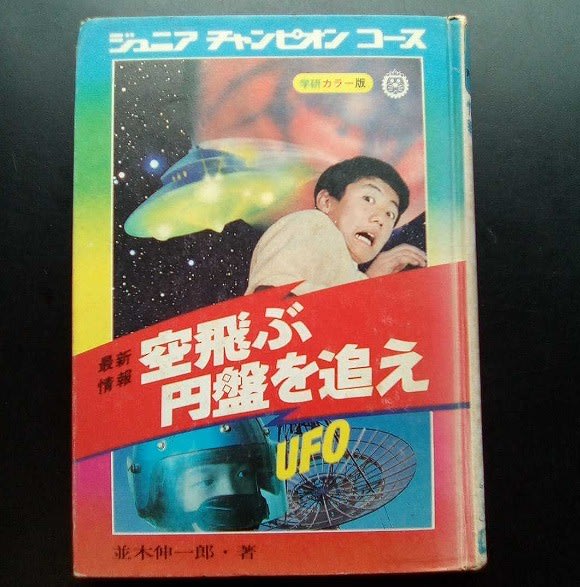 ジュニア チャンピオン コース
学研カラー版
最新
情報
空飛ぶ
円盤を追え
UFO
並木伸一郎・著